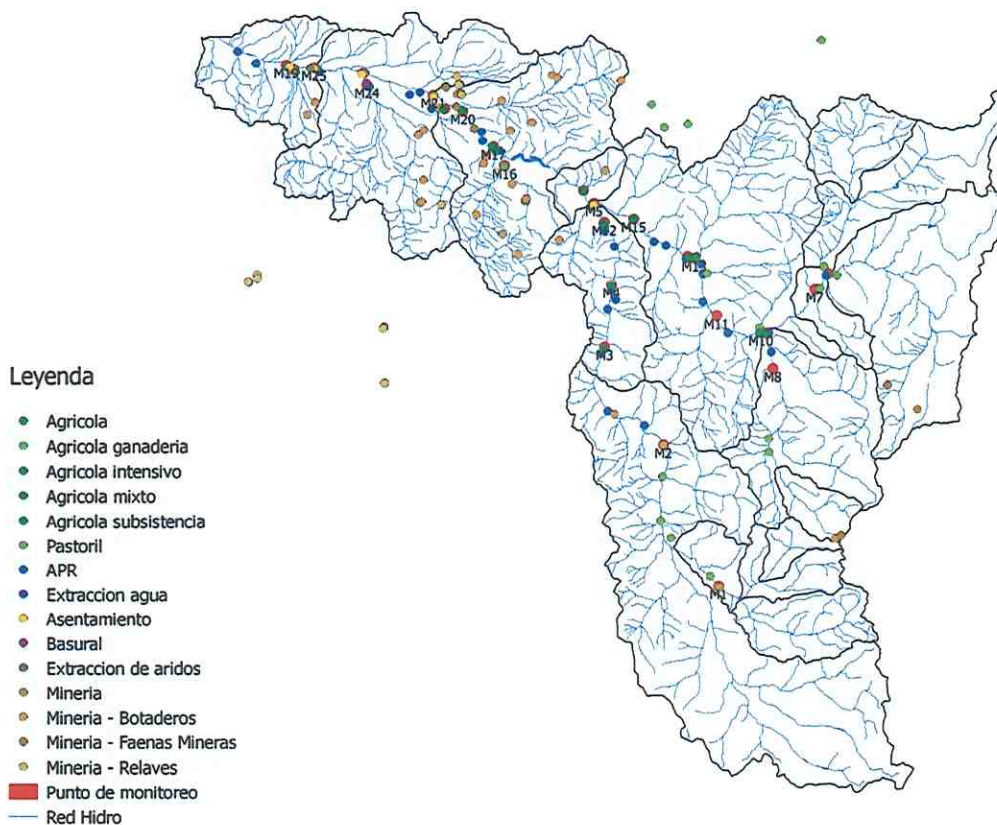 M19
M25
M24
M21
M20
M17
M16
M5
M15
M4
M7
M11
M10
M3
M8
M2
M1
Leyenda
Agricola
Agricola ganaderia
Agricola intensivo
Agricola mixto
Agricola subsistencia
Pastoril
APR
Extraccion agua
Asentamiento
Basural
Extraccion de aridos
Mineria
Mineria - Botaderos
Mineria - Faenas Mineras
Mineria - Relaves
Punto de monitoreo
Red Hidro